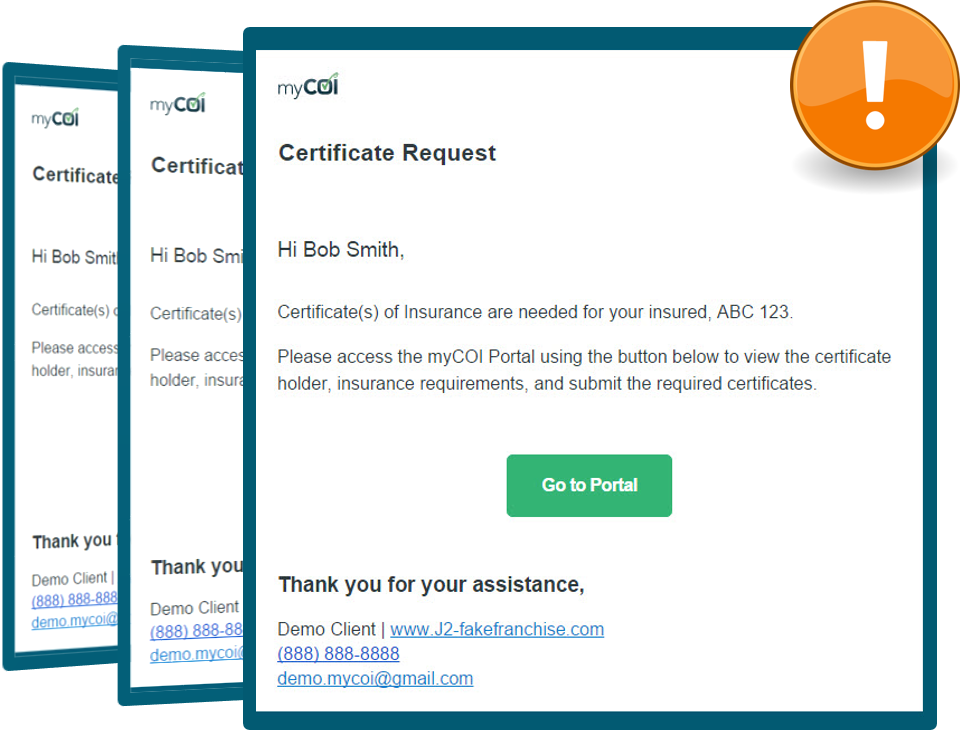 myCOI
Certificate
Hi Bob Smit
Certificate(s)
Please access
holder, insura
Thank you
Demo Client |
(888) 888-888
demo.mycoi@
myCOI
Certificat
Hi Bob Smi
Certificate(s)
Please acces
holder, insura
Thank you
Demo Client
(888) 888-88
demo.mycoi
myCOI
Certificate Request
Hi Bob Smith,
Certificate(s) of Insurance are needed for your insured, ABC 123.
Please access the myCOI Portal using the button below to view the certificate
holder, insurance requirements, and submit the required certificates.
Go to Portal
Thank you for your assistance,
Demo Client | www.J2-fakefranchise.com
(888) 888-8888
demo.mycoi@gmail.com
!